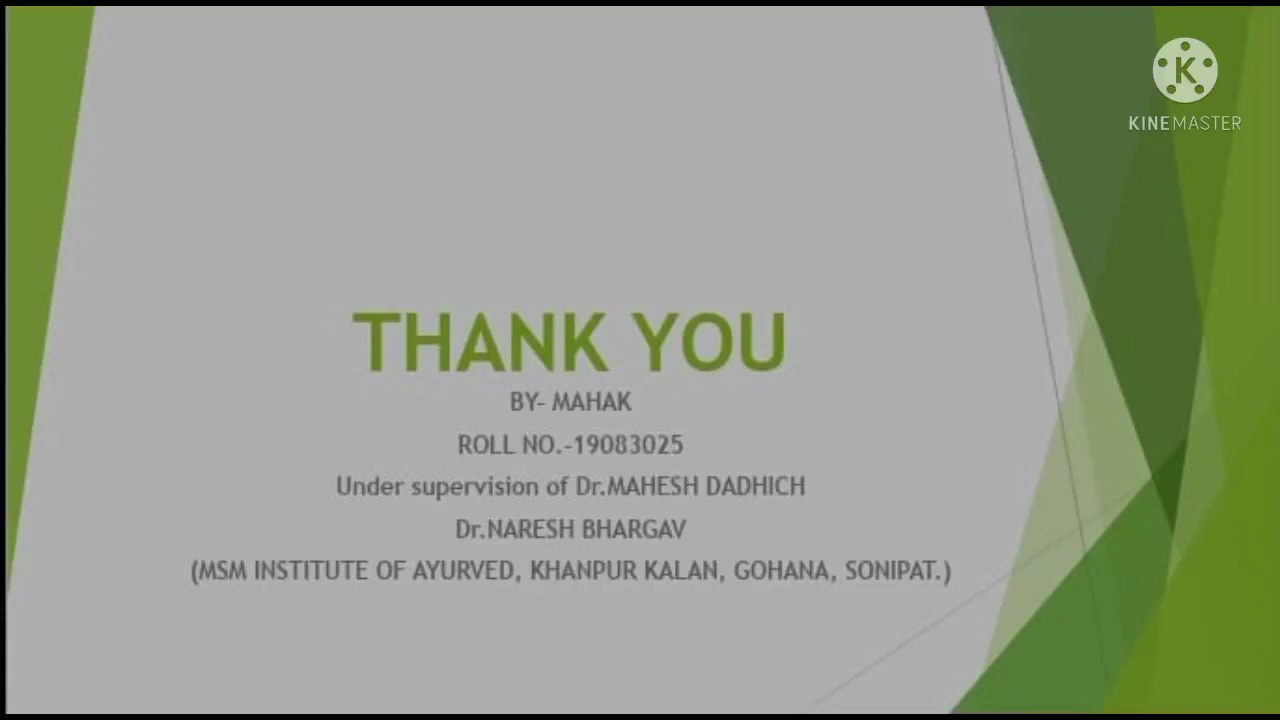 K
KINEMASTER
THANK YOU
BY- MAHAK
ROLL NO.-19083025
Under supervision of Dr.MAHESH DADHICH
Dr.NARESH BHARGAV
(MSM INSTITUTE OF AYURVED, KHANPUR KALAN, GOHANA, SONIPAT.)